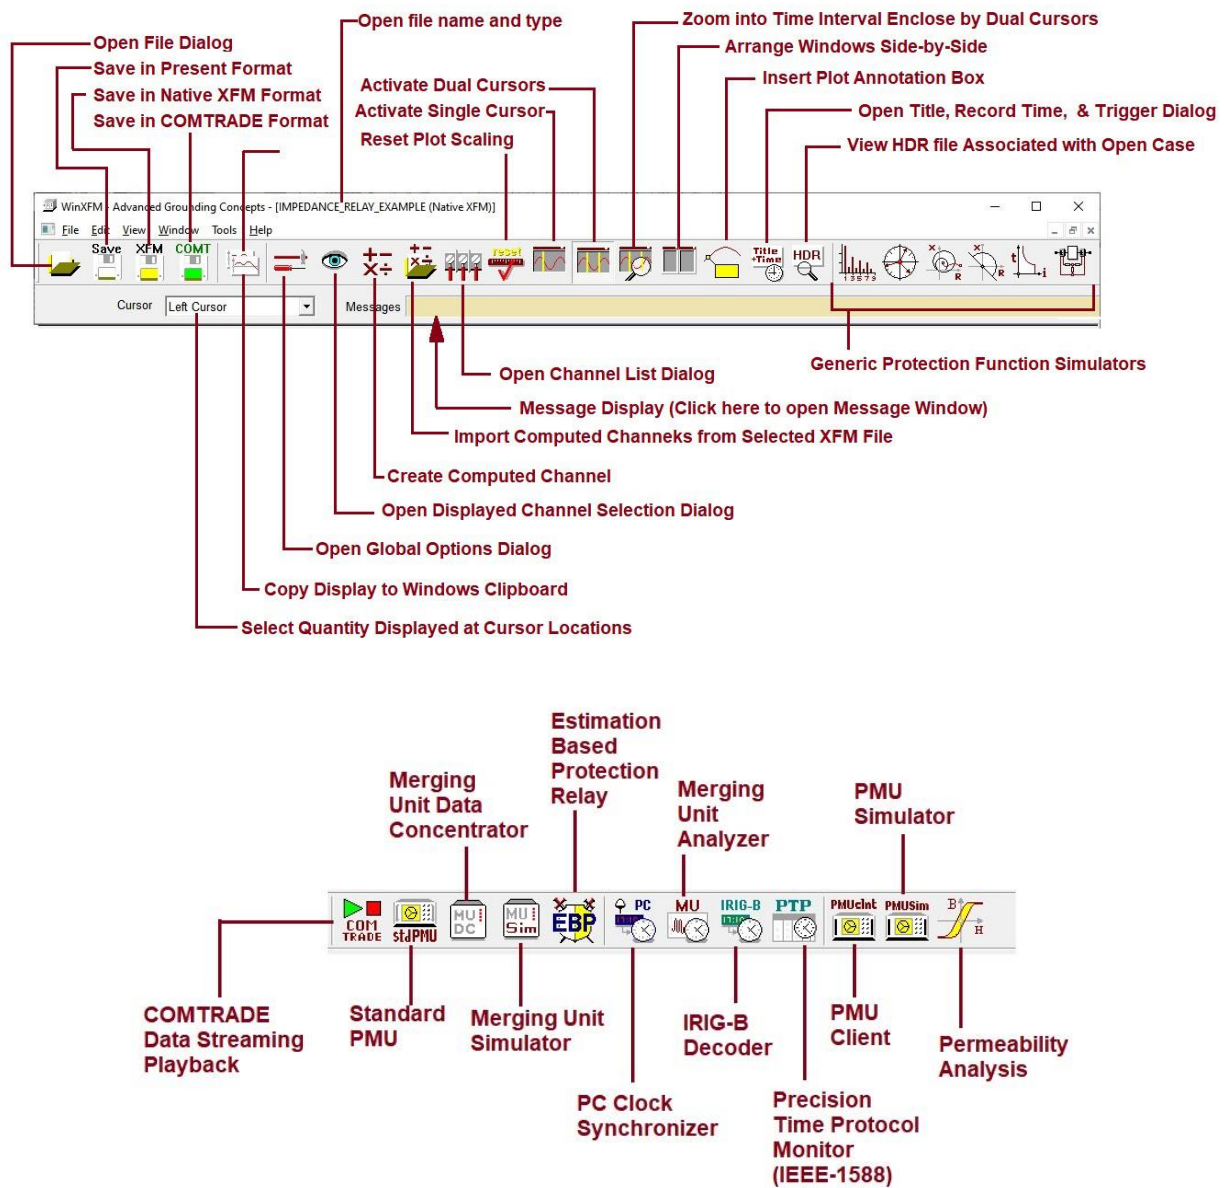 Open file name and type
Zoom into Time Interval Enclose by Dual Cursors
Open File Dialog
Arrange Windows Side-by-Side
Save in Present Format
Activate Dual Cursors
Insert Plot Annotation Box
Save in Native XFM Format
Activate Single Cursor
Open Title, Record Time, & Trigger Dialog
Save in COMTRADE Format
Reset Plot Scaling
View HDR file Associated with Open Case
WinXFM - Advanced Grounding Concepts - [IMPEDANCE_RELAY_EXAMPLE (Native XFM)]
File Edit View Window Tools Help
Save XFM COMT
reset
Title
+Time
HDR
1 3 5 7 9
X
R
X
R
t
i
Cursor Left Cursor Messages
Generic Protection Function Simulators
Open Channel List Dialog
Message Display (Click here to open Message Window)
Import Computed Channeks from Selected XFM File
Create Computed Channel
Open Displayed Channel Selection Dialog
Open Global Options Dialog
Copy Display to Windows Clipboard
Select Quantity Displayed at Cursor Locations
Estimation
Based
Protection
Relay
Merging
Unit Data
Concentrator
Merging
Unit
Analyzer
PMU
Simulator
COM
TRADE
stdPMU
MU
DC
MU
Sim
EBP
PC
IRIG-B
MU
IRIG-B
IRIG-B
PTP
PMUclnt
PMUSim
B
H
COMTRADE
Data Streaming
Playback
Standard
PMU
Merging Unit
Simulator
PC Clock
Synchronizer
IRIG-B
Decoder
Precision
Time Protocol
Monitor
(IEEE-1588)
PMU
Client
Permeability
Analysis